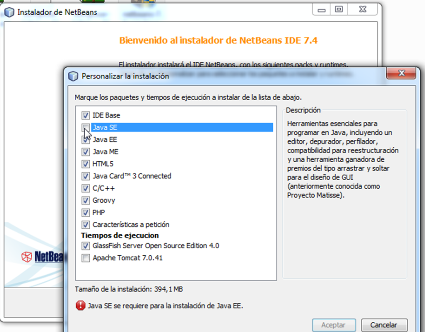 Instalador de NetBeans
Bienvenido al instalador de NetBeans IDE 7.4
El instalador instalará el IDE NetBeans, con los siguientes packs y runtimes.
Personalizar la instalación
Marque los paquetes y tiempos de ejecución a instalar de la lista de abajo.
IDE Base
Java SE
Java EE
Java ME
HTML5
Java Card™ 3 Connected
C/C++
Groovy
PHP
Características a petición
Tiempos de ejecucion
GlassFish Server Open Source Edition 4.0
Apache Tomcat 7.0.41
Descripción
Herramientas esenciales para
programar en Java, incluyendo un
editor, depurador, perfilador,
compatibilidad para reestructuración
y una herramienta ganadora de
premios del tipo arrastrar y soltar
para el diseño de GUI
(anteriormente conocida como
Proyecto Matisse).
NetBe
Tamaño de la instalación: 394,1 MB
Java SE se requiere para la instalación de Java EE.
Aceptar
Cancelar